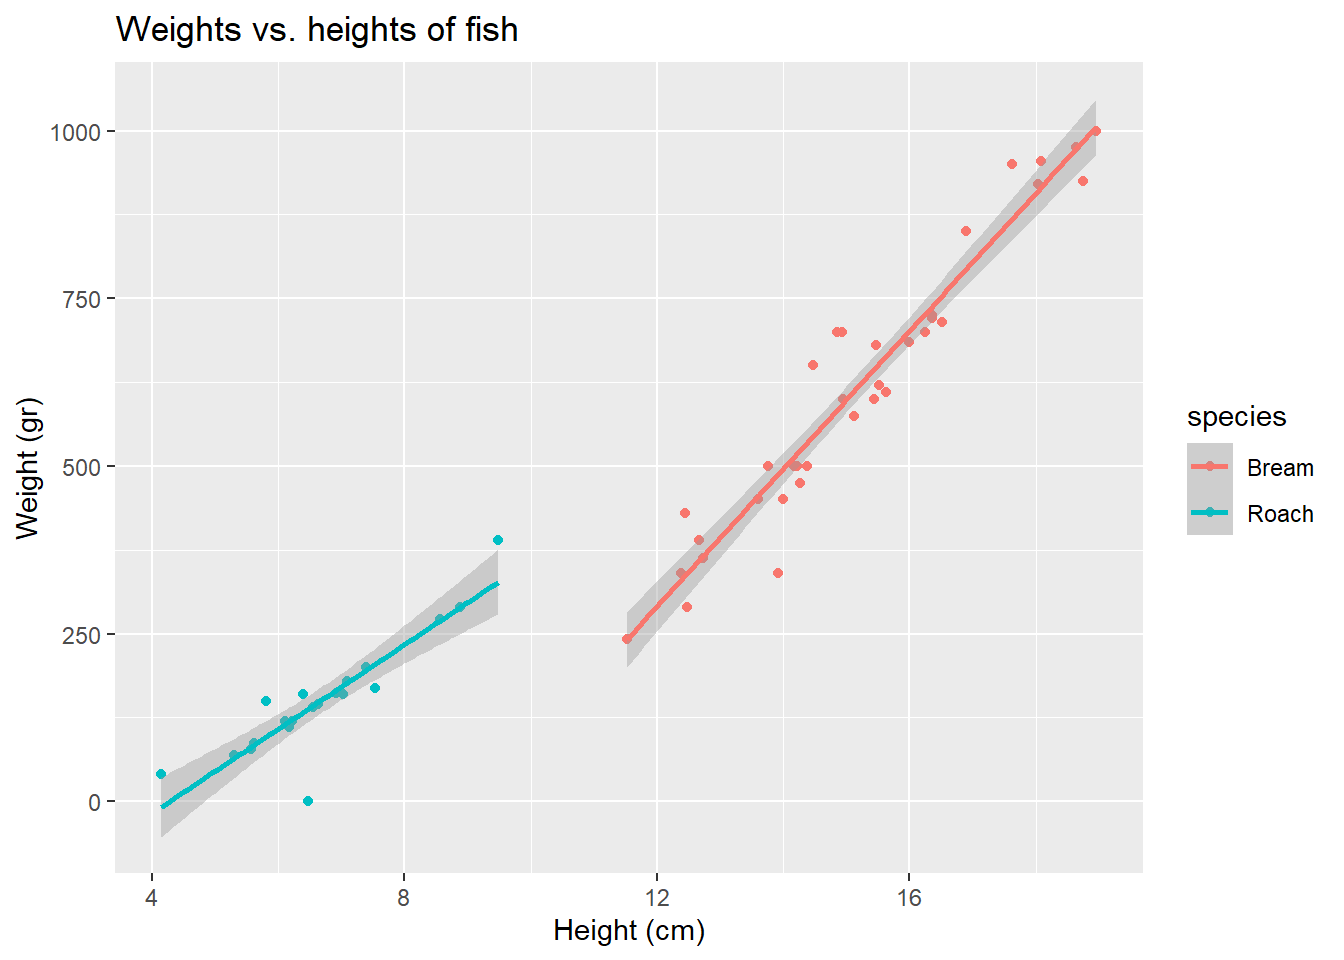 Weights vs. heights of fish
1000
750
500
250
0
Weight (gr)
4
8
12
16
Height (cm)
species
Bream
Roach